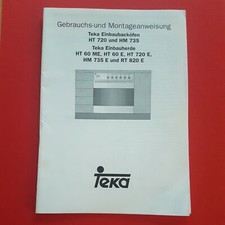 Gebrauchs-und Montageanweisung
Teka Einbaubacköfen
HT 720 und HM 735
Teka Einbauherde
HT 60 ME, HT 60 E, HT 720 E,
HM 735 E und RT 820 E
Teka